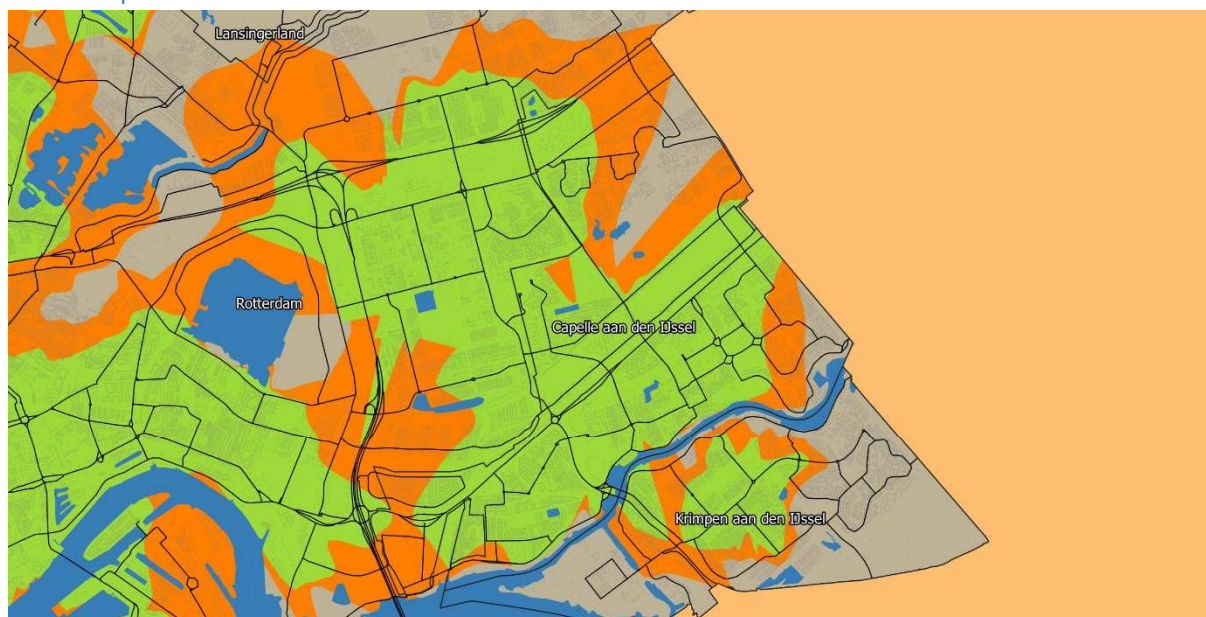 Lansingerland
Rotterdam
Capelle aan den IJssel
Krimpen aan den IJssel